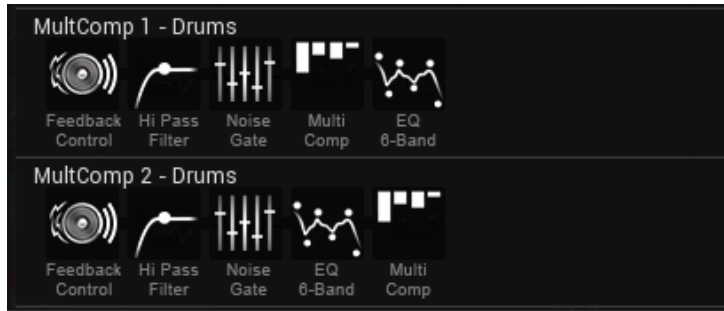 MultComp 1 - Drums
Feedback Control
Hi Pass Filter
Noise Gate
Multi Comp
EQ 6-Band
MultComp 2 - Drums
Feedback Control
Hi Pass Filter
Noise Gate
EQ 6-Band
Multi Comp